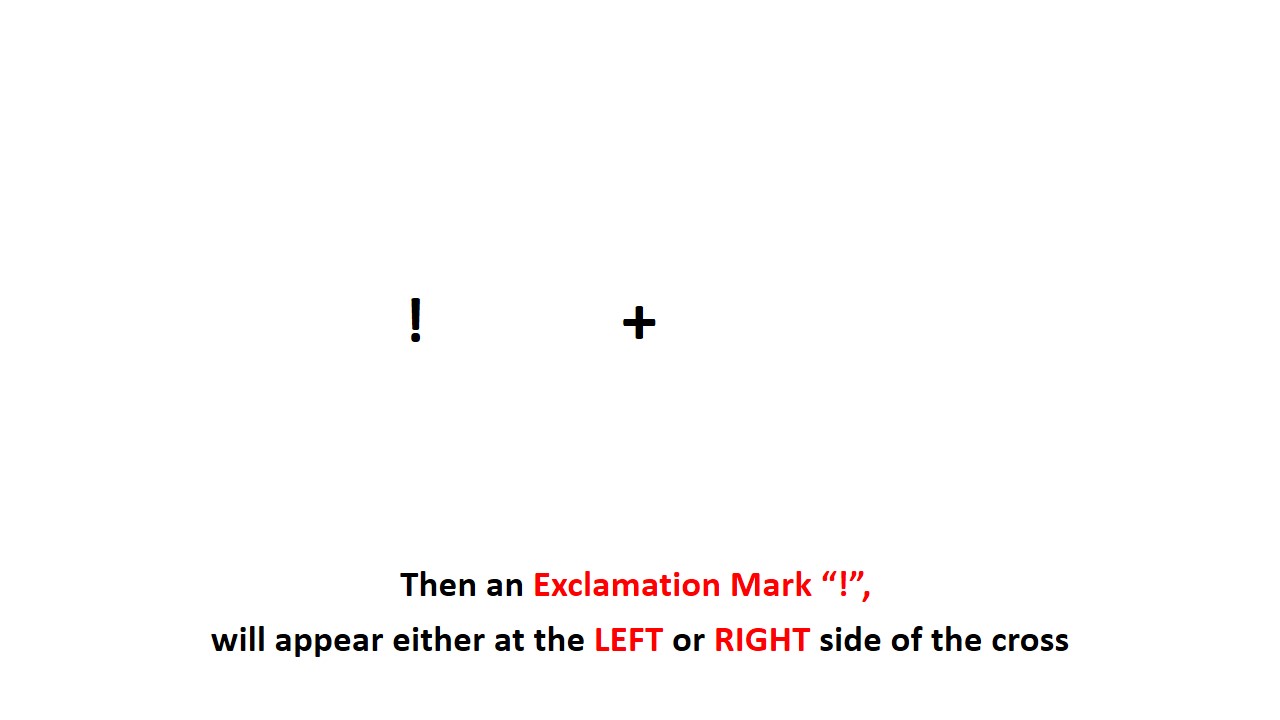 ! +
Then an Exclamation Mark “!”,
will appear either at the LEFT or RIGHT side of the cross